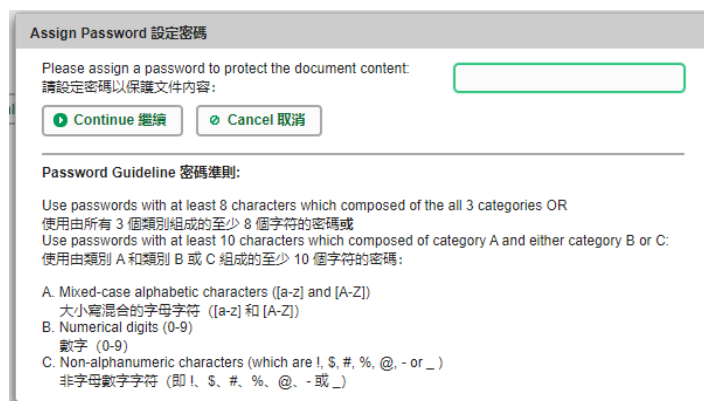 Assign Password 設定密碼
Please assign a password to protect the document content:
請設定密碼以保護文件內容:
Continue 繼續
Cancel 取消
Password Guideline 密碼準則:
Use passwords with at least 8 characters which composed of the all 3 categories OR
使用由所有 3 個類別組成的至少 8 個字符的密碼或
Use passwords with at least 10 characters which composed of category A and either category B or C:
使用由類別 A 和類別 B 或 C 組成的至少 10 個字符的密碼:
A. Mixed-case alphabetic characters ([a-z] and [A-Z])
大小寫混合的字母字符（[a-z] 和 [A-Z]）
B. Numerical digits (0-9)
數字（0-9）
C. Non-alphanumeric characters (which are !, $, #, %, @, - or _ )
非字母數字字符（即 !、$、#、%、@、- 或 _）